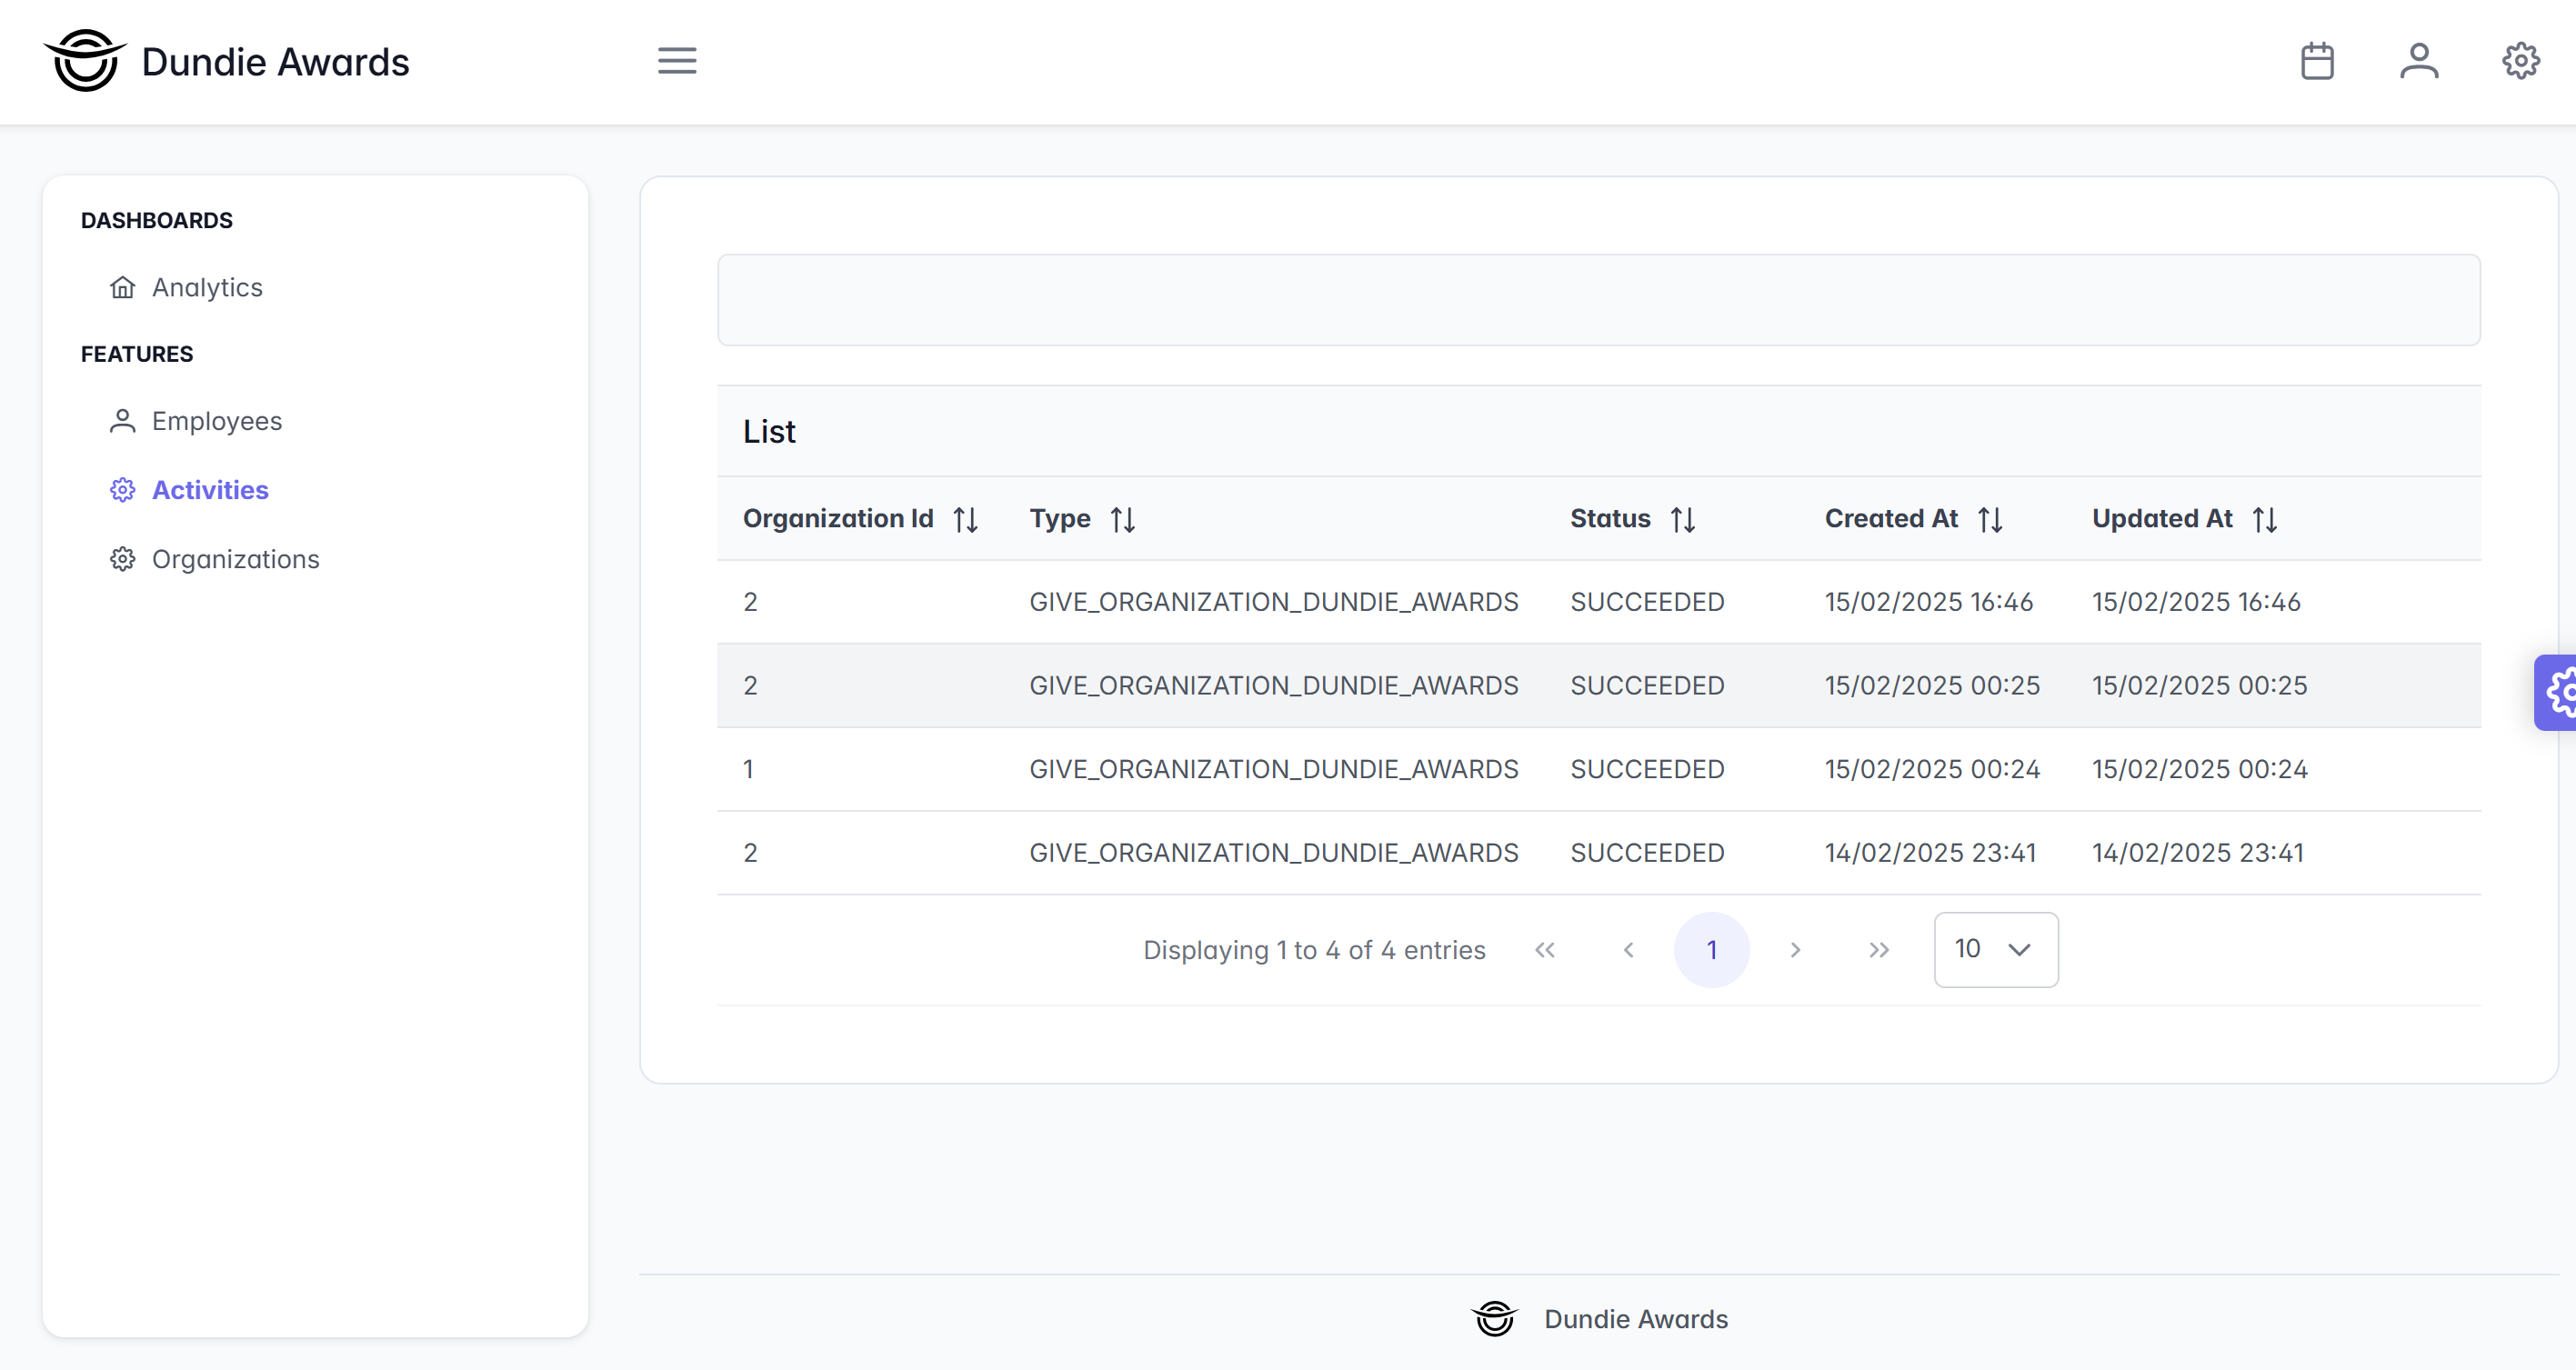 Dundie Awards
DASHBOARDS
Analytics
FEATURES
Employees
Activities
Organizations
List
Organization Id Type Status Created At Updated At
2 GIVE_ORGANIZATION_DUNDIE_AWARDS SUCCEEDED 15/02/2025 16:46 15/02/2025 16:46
2 GIVE_ORGANIZATION_DUNDIE_AWARDS SUCCEEDED 15/02/2025 00:25 15/02/2025 00:25
1 GIVE_ORGANIZATION_DUNDIE_AWARDS SUCCEEDED 15/02/2025 00:24 15/02/2025 00:24
2 GIVE_ORGANIZATION_DUNDIE_AWARDS SUCCEEDED 14/02/2025 23:41 14/02/2025 23:41
Displaying 1 to 4 of 4 entries 1 10
Dundie Awards